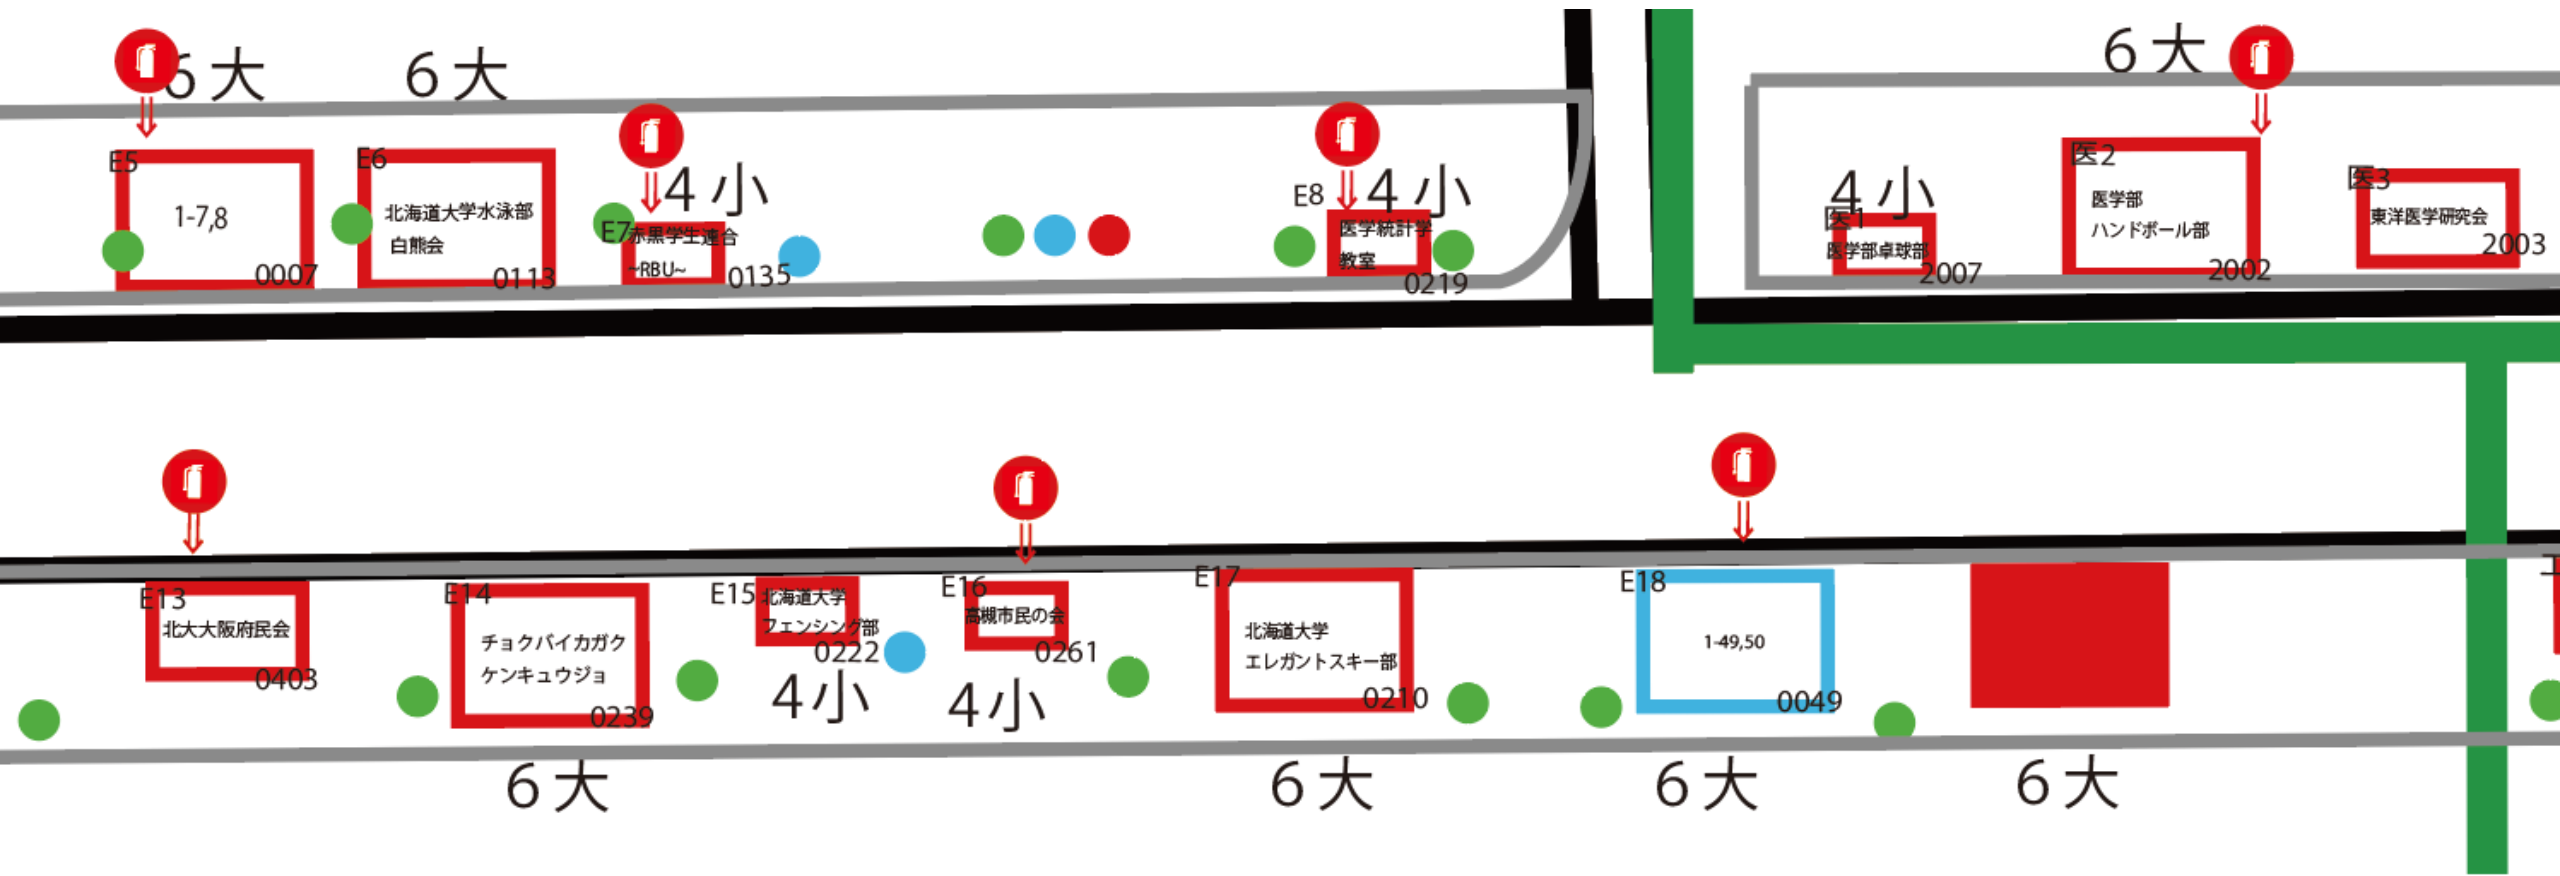 6大
6大
E5
1-7,8
0007
E6
北海道大学水泳部
白熊会
0113
4小
E7
赤黒学生連合
~RBU~
0135
E8
4小
医学統計学
教室
0219
4小
医1
医学部卓球部
2007
6大
医2
医学部
ハンドボール部
2002
医3
東洋医学研究会
2003
E13
北大大阪府民会
0403
E14
チョクバイカガク
ケンキュウジョ
0239
6大
E15
北海道大学
フェンシング部
0222
4小
E16
高槻市民の会
0261
4小
E17
北海道大学
エレガントスキー部
0210
6大
E18
1-49,50
0049
6大
6大